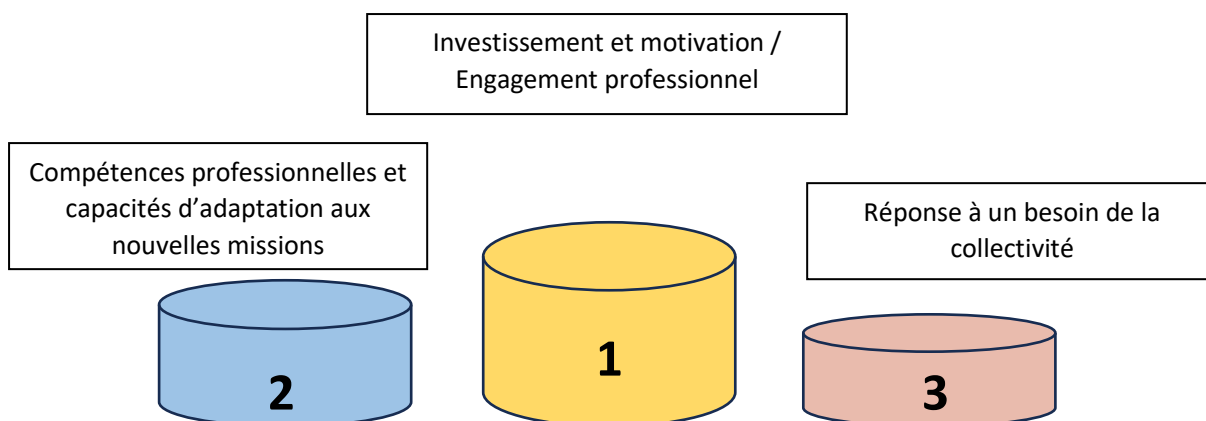 Investissement et motivation /
Engagement professionnel
Compétences professionnelles et
capacités d’adaptation aux
nouvelles missions
Réponse à un besoin de la
collectivité
2
1
3